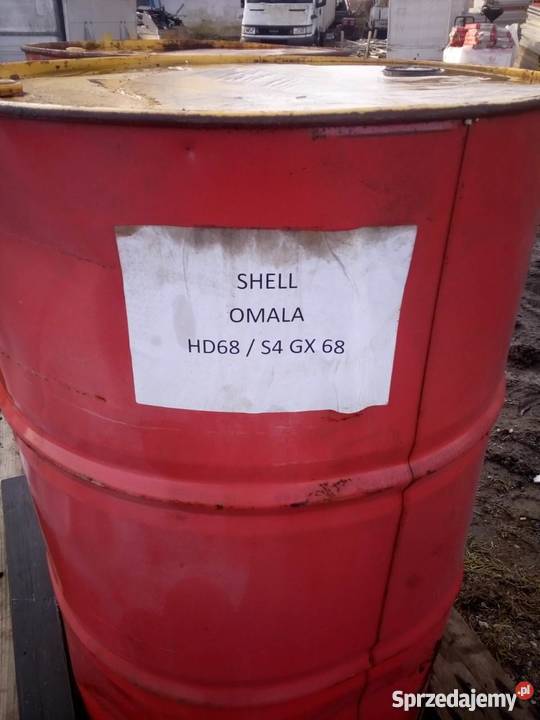 SHELL
OMALA
HD68 / S4 GX 68
Sprzedajemy.pl